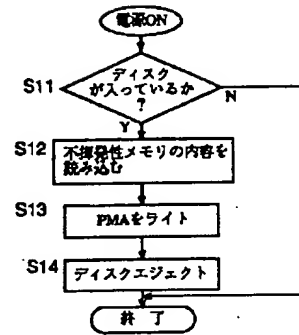 電源ON
S11
ディスク
が入っているか
?
N
Y
S12
不揮発性メモリの内容を
読み込む
S13
PMAをライト
S14
ディスクエジェクト
終了